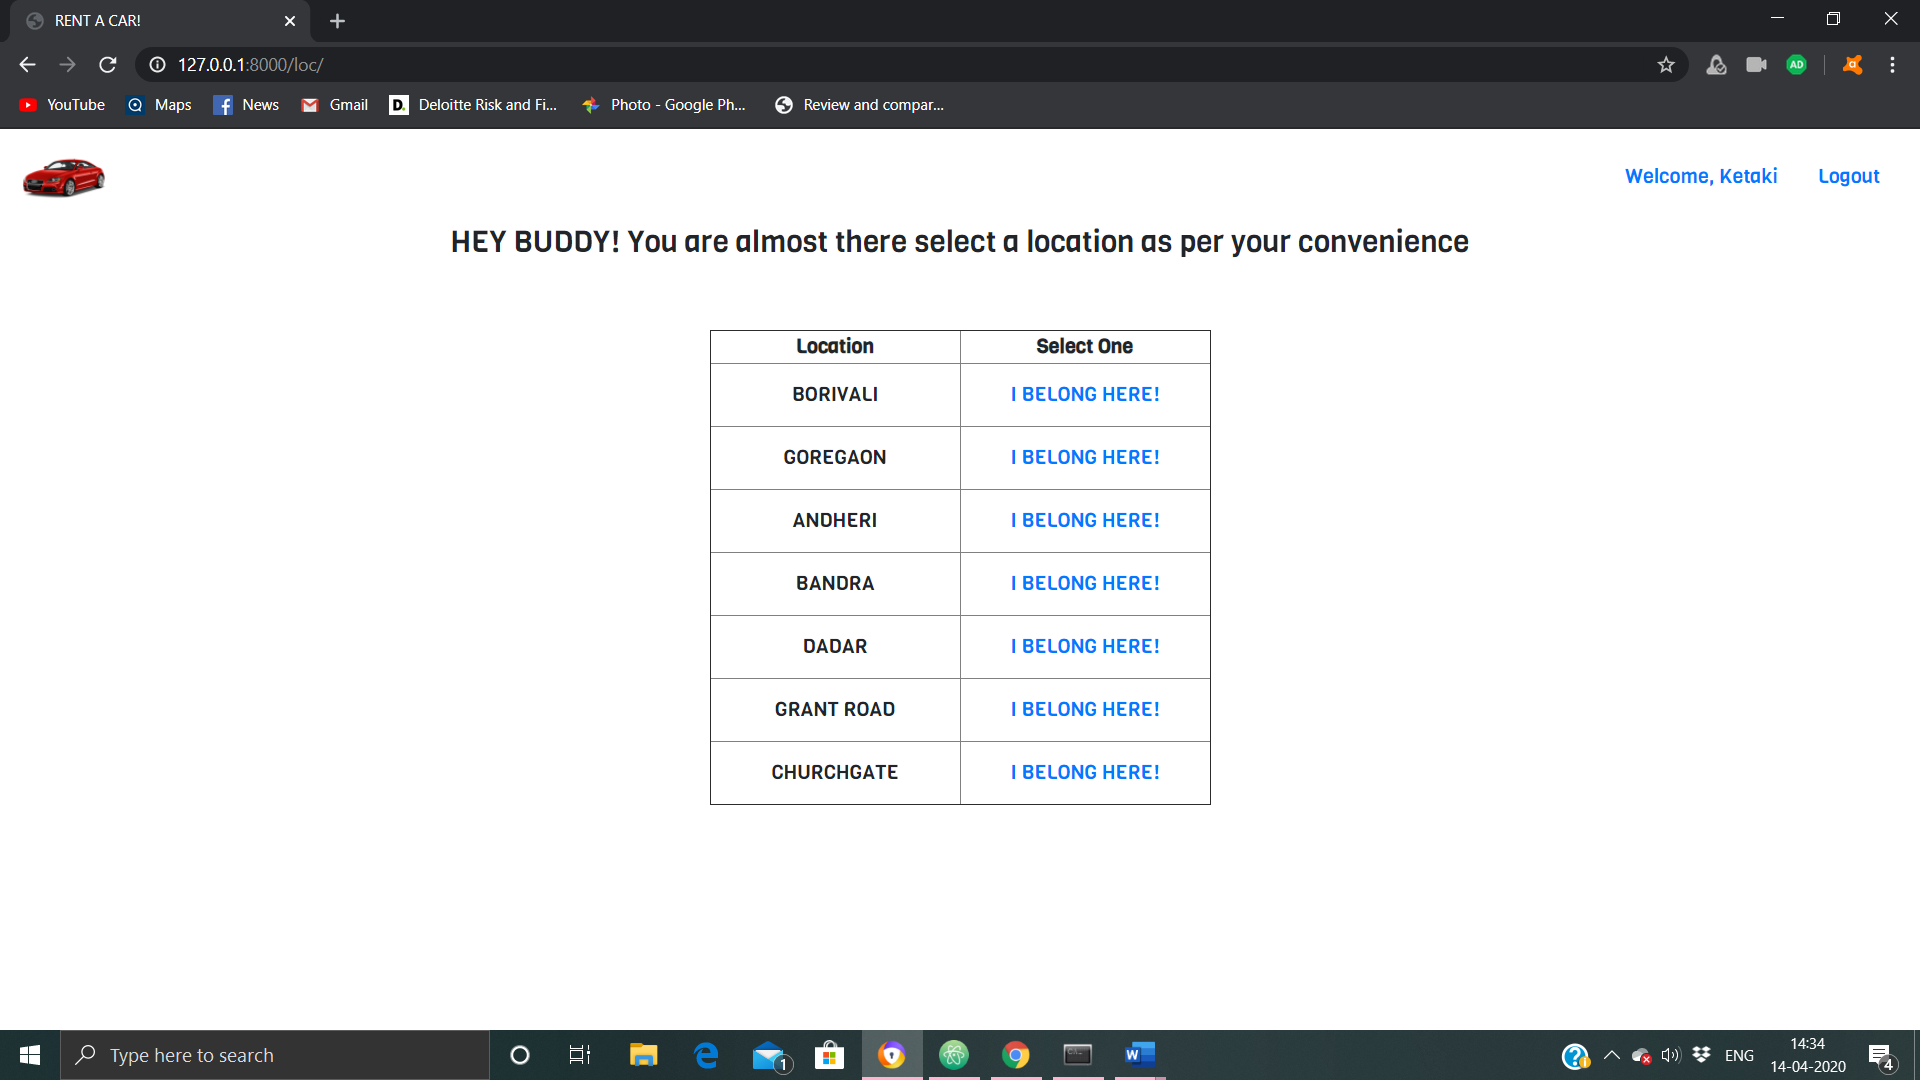 RENT A CAR!
127.0.0.1:8000/loc/
AD
YouTube Maps News Gmail D. Deloitte Risk and Fi... Photo - Google Ph... Review and compar...
Welcome, Ketaki Logout
HEY BUDDY! You are almost there select a location as per your convenience
Location Select One
BORIVALI I BELONG HERE!
GOREGAON I BELONG HERE!
ANDHERI I BELONG HERE!
BANDRA I BELONG HERE!
DADAR I BELONG HERE!
GRANT ROAD I BELONG HERE!
CHURCHGATE I BELONG HERE!
Type here to search
1
ENG
14:34
14-04-2020
4